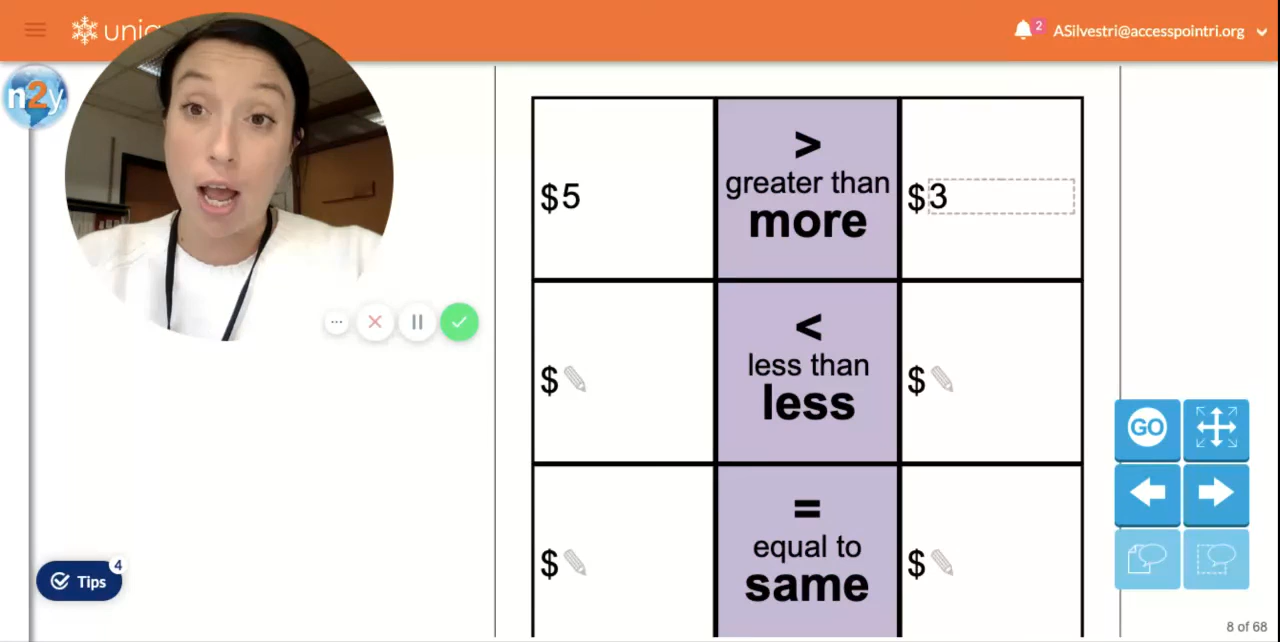 uniq
2
ASilvestri@accesspointri.org
n2y
$5
>
greater than
more
$3
$
<
less than
less
$
$
=
equal to
same
$
GO
Tips
4
8 of 68